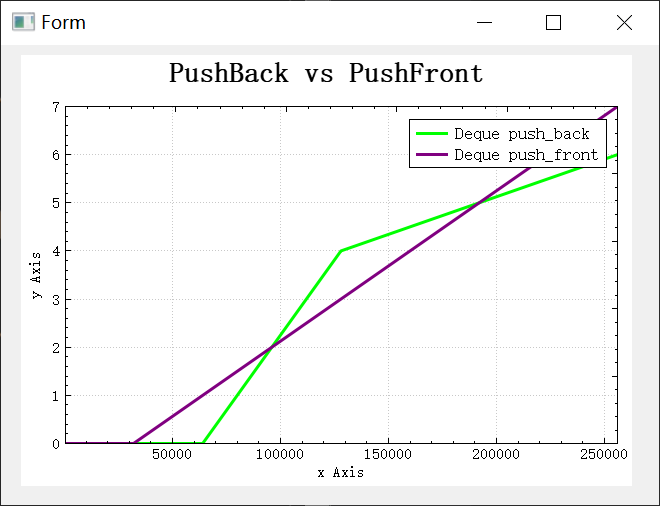 Form
PushBack vs PushFront
Deque push_back
Deque push_front
y Axis
7
6
5
4
3
2
1
0
50000 100000 150000 200000 250000
x Axis